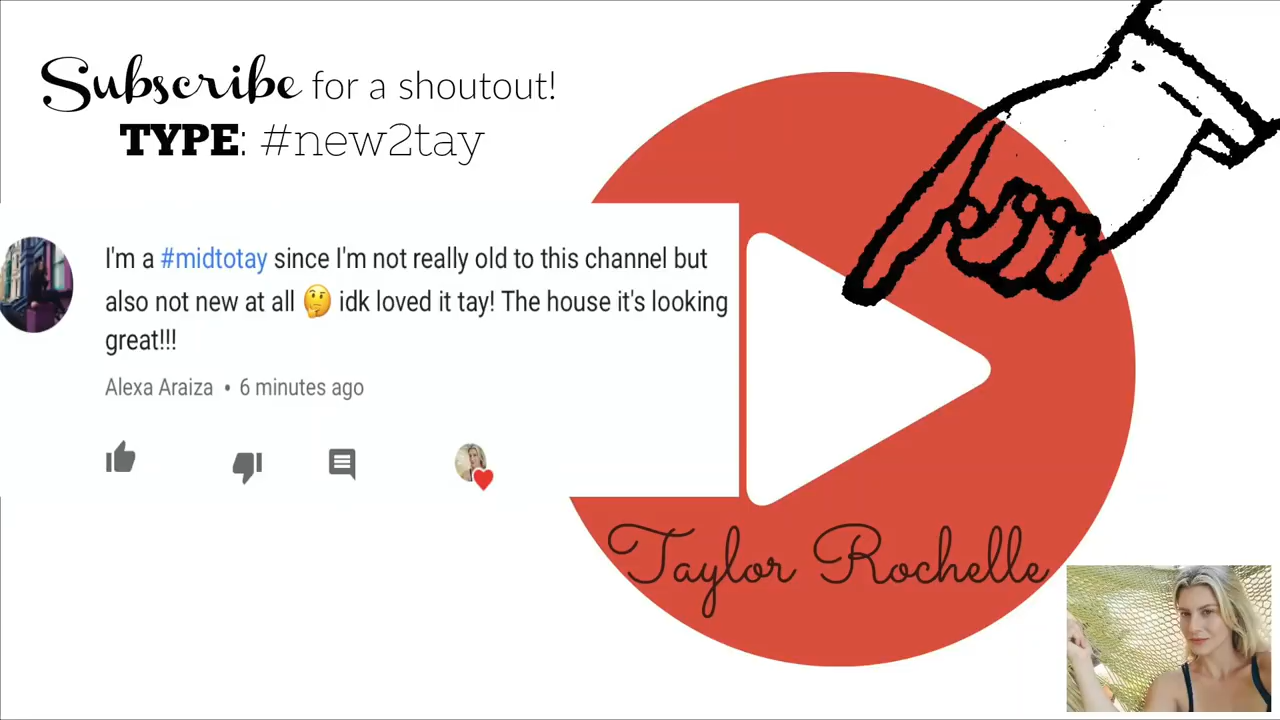 Subscribe for a shoutout!
TYPE: #new2tay
I'm a #midtotay since I'm not really old to this channel but
also not new at all 🤔 idk loved it tay! The house it's looking
great!!!
Alexa Araiza • 6 minutes ago
Taylor Rochelle